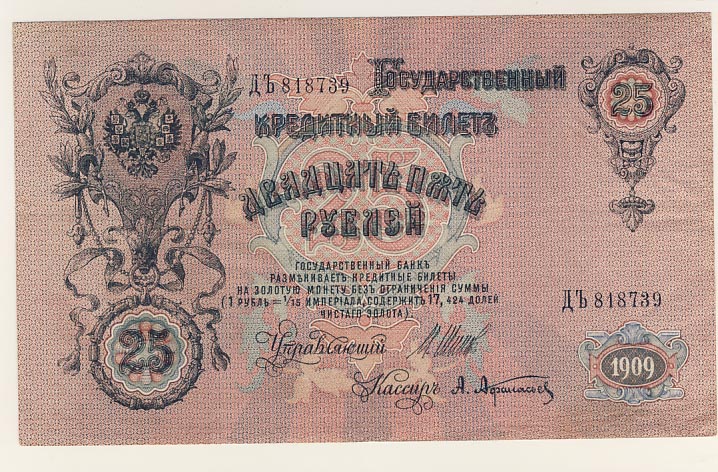 ДЪ 818739
Государственный
25
Кредитный Билетъ
Двадцать пять
рублей
Государственный Банкъ
размѣниваетъ кредитные билеты
на золотую монету безъ ограниченія суммы
(1 рубль = 1/15 имперіала, содержитъ 17,424 долей
чистаго золота).
ДЪ 818739
25
Управляющій
Кассиръ А. Афанасьев
1909